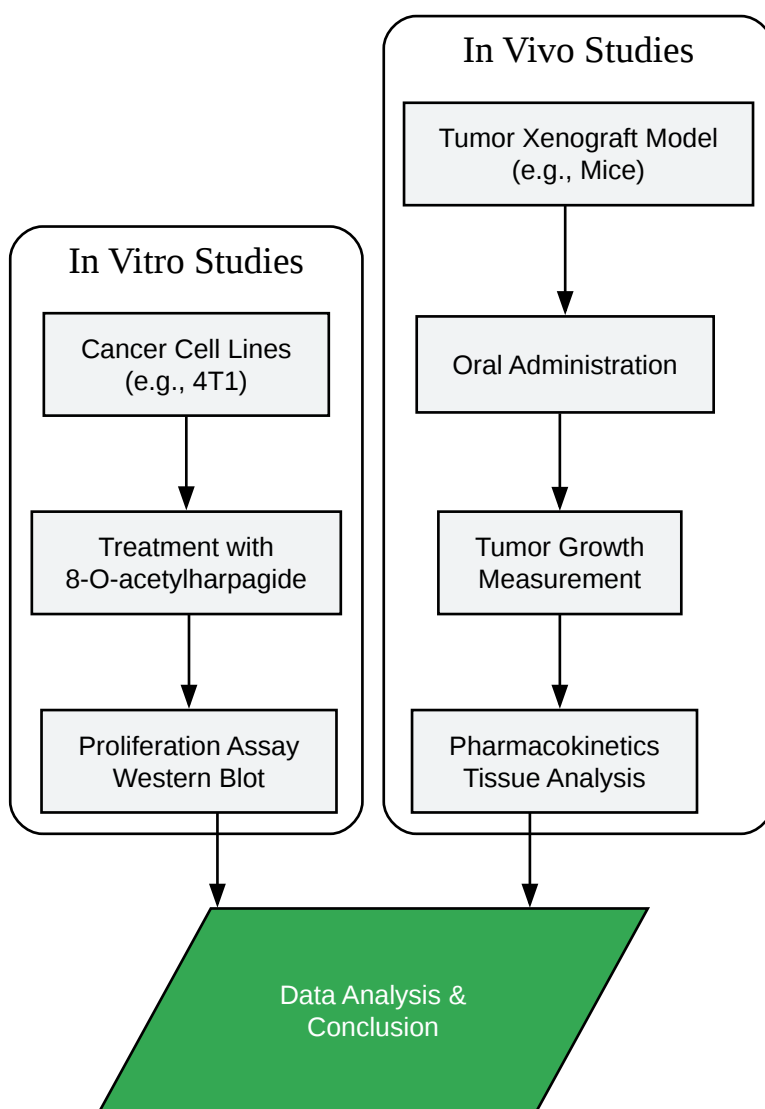 In Vivo Studies
Tumor Xenograft Model
(e.g., Mice)
Oral Administration
Tumor Growth
Measurement
Pharmacokinetics
Tissue Analysis
In Vitro Studies
Cancer Cell Lines
(e.g., 4T1)
Treatment with
8-O-acetylharpagide
Proliferation Assay
Western Blot
Data Analysis &
Conclusion